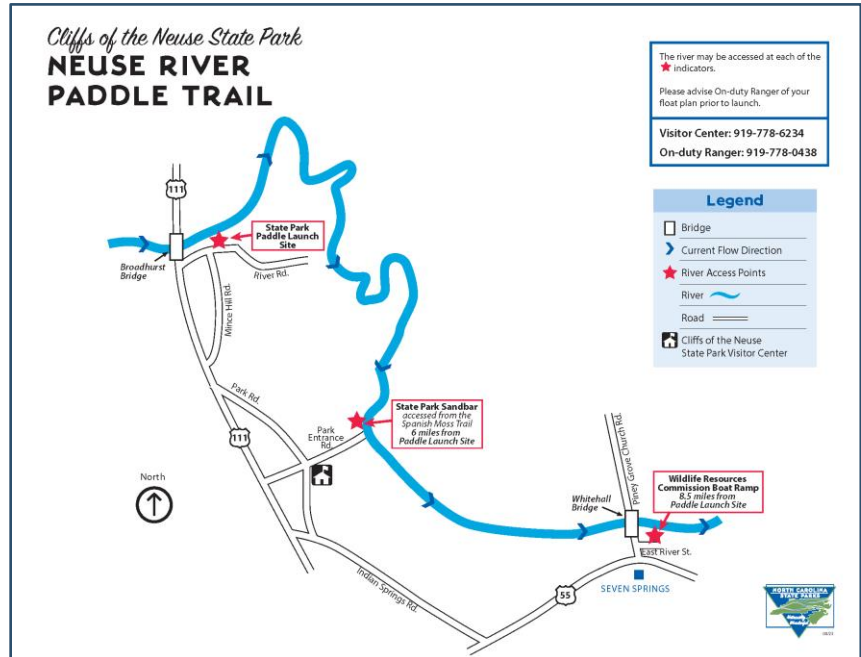 Cliffs of the Neuse State Park
NEUSE RIVER
PADDLE TRAIL
The river may be accessed at each of the
indicators.
Please advise On-duty Ranger of your
float plan prior to launch.
Visitor Center: 919-778-6234
On-duty Ranger: 919-778-0438
Legend
Bridge
Current Flow Direction
River Access Points
River
Road
Cliffs of the Neuse
State Park Visitor Center
111
State Park
Paddle Launch
Site
Broadhurst
Bridge
River Rd.
Mince Hill Rd.
Park Rd.
111
Park
Entrance
Rd.
State Park Sandbar
accessed from the
Spanish Moss Trail
6 miles from
Paddle Launch Site
North
Piney Grove Church Rd.
Wildlife Resources
Commission Boat Ramp
8.5 miles from
Paddle Launch Site
Whitehall
Bridge
East River St.
Indian Springs Rd.
55
SEVEN SPRINGS
NORTH CAROLINA
STATE PARKS